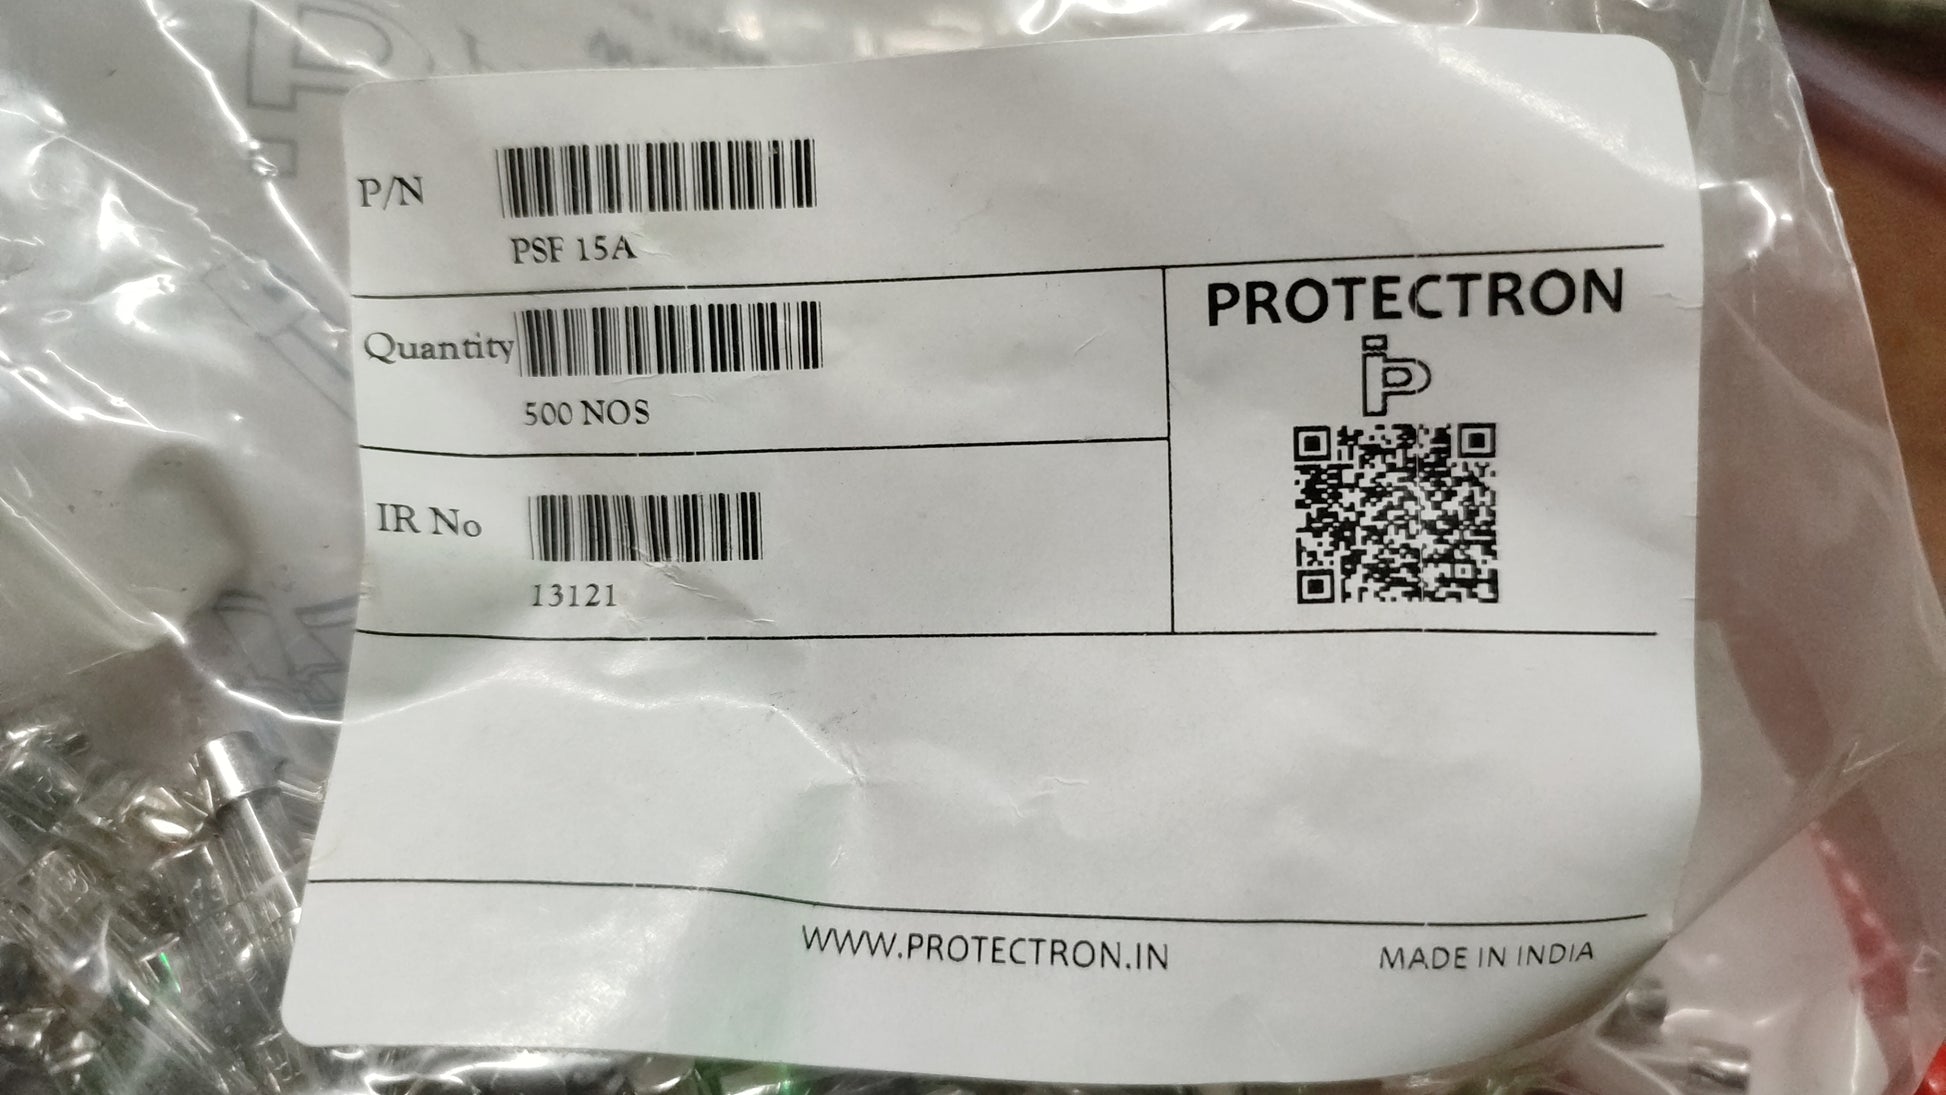 P/N
PSF 15A
Quantity
500 NOS
IR No
13121
PROTECTRON
WWW.PROTECTRON.IN
MADE IN INDIA